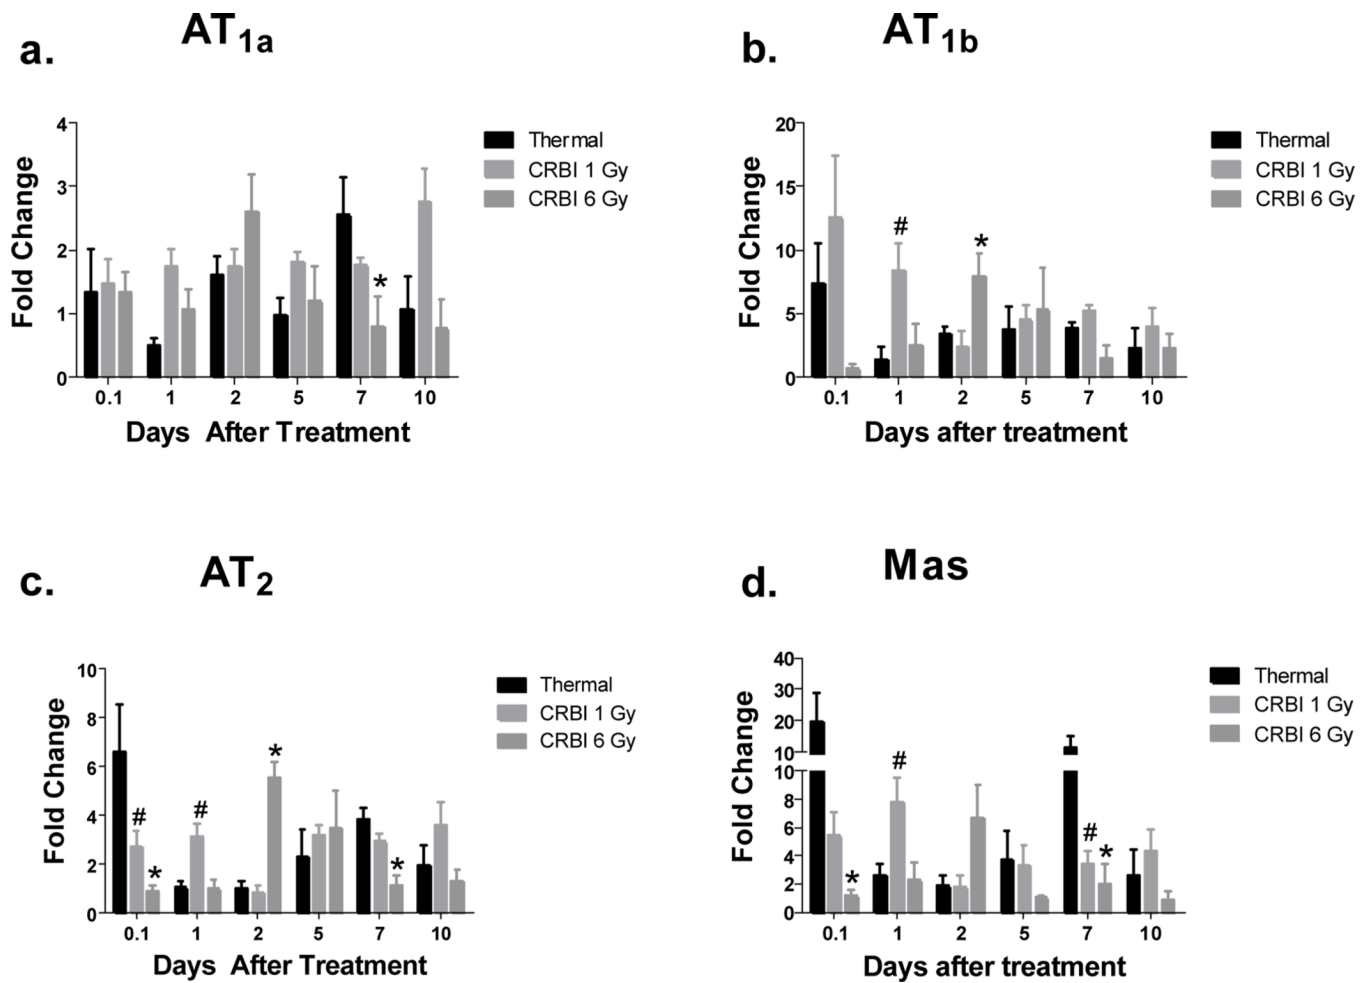 a.
AT1a
4
3
2
1
0
Fold Change
0.1 1 2 5 7 10
Days After Treatment
Thermal
CRBI 1 Gy
CRBI 6 Gy
*
b.
AT1b
20
15
10
5
0
Fold Change
0.1 1 2 5 7 10
Days after treatment
Thermal
CRBI 1 Gy
CRBI 6 Gy
#
*
c.
AT2
10
8
6
4
2
0
Fold Change
0.1 1 2 5 7 10
Days After Treatment
Thermal
CRBI 1 Gy
CRBI 6 Gy
#
*
#
*
*
d.
Mas
40
30
20
10
10
8
6
4
2
0
Fold Change
0.1 1 2 5 7 10
Days after treatment
Thermal
CRBI 1 Gy
CRBI 6 Gy
*
#
#
*